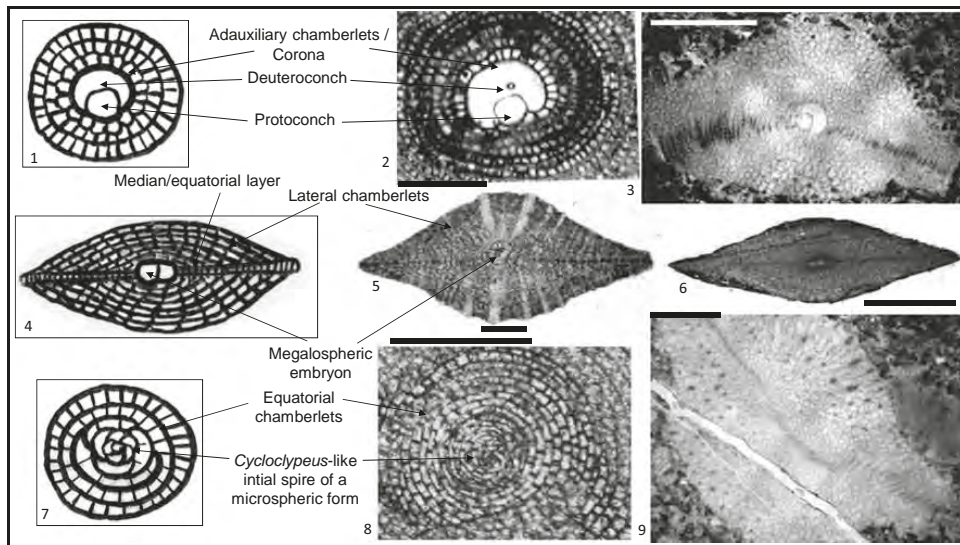 Adauxiliary chamberlets /
Corona
Deuteroconch
Protoconch
1
2
3
Median/equatorial layer
Lateral chamberlets
4
5
6
Megalospheric
embryon
Equatorial
chamberlets
Cycloclypeus-like
intial spire of a
microspheric form
7
8
9